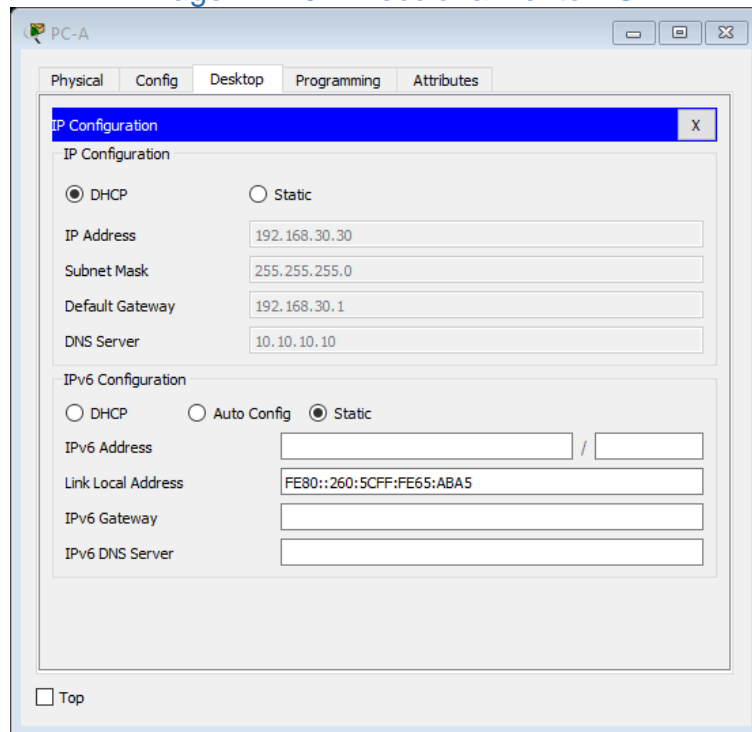 PC-A
Physical Config Desktop Programming Attributes
IP Configuration X
IP Configuration
DHCP Static
IP Address 192.168.30.30
Subnet Mask 255.255.255.0
Default Gateway 192.168.30.1
DNS Server 10.10.10.10
IPv6 Configuration
DHCP Auto Config Static
IPv6 Address /
Link Local Address FE80::260:5CFF:FE65:ABA5
IPv6 Gateway
IPv6 DNS Server
Top